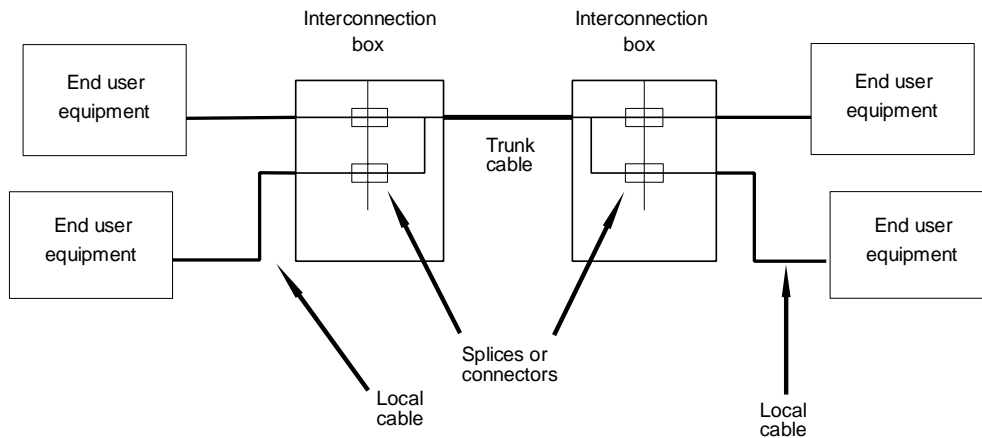 Interconnection
box
Interconnection
box
End user
equipment
End user
equipment
Trunk
cable
End user
equipment
End user
equipment
Splices or
connectors
Local
cable
Local
cable